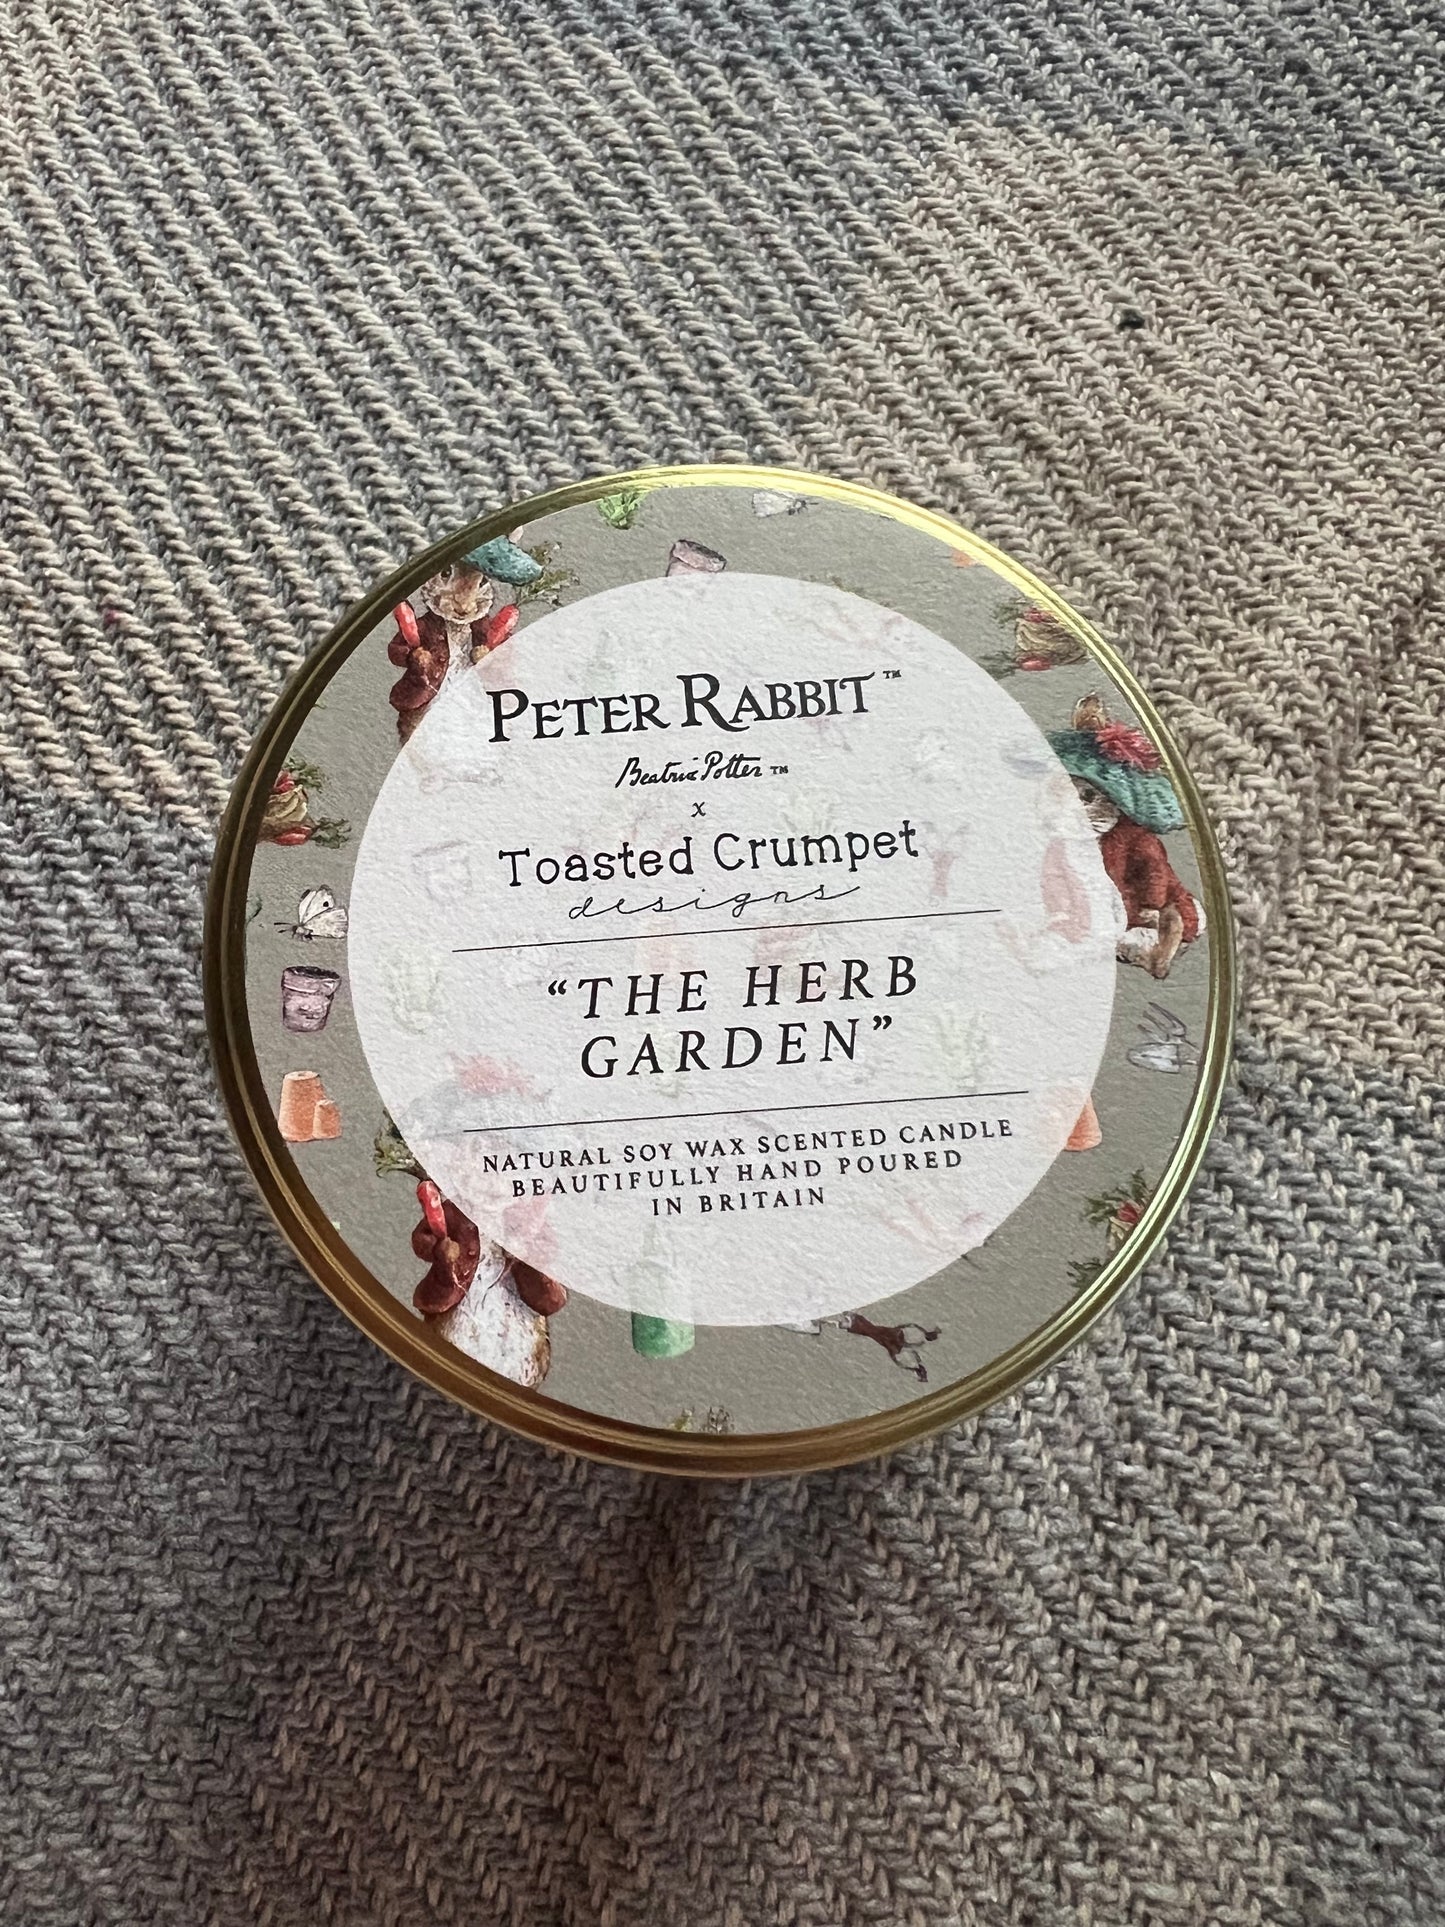 PETER RABBIT™
Beatrix Potter™
x
Toasted Crumpet
designs
“THE HERB
GARDEN”
NATURAL SOY WAX SCENTED CANDLE
BEAUTIFULLY HAND POURED
IN BRITAIN